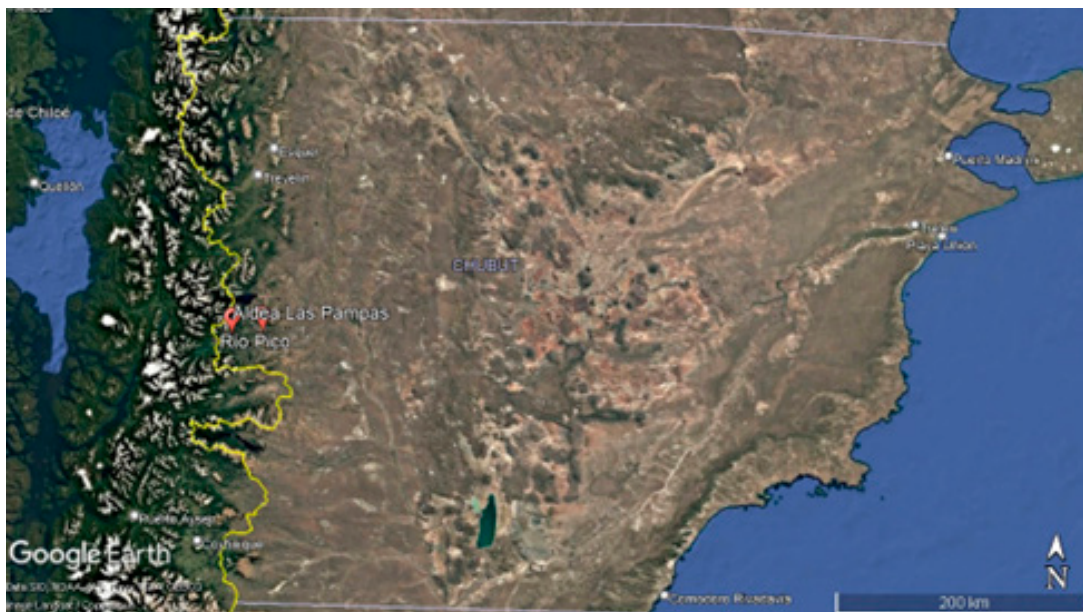 de Chiloé
Quellón
Esquel
Trevelin
Puerto Madryn
Trelew
Playa Unión
CHUBUT
Aldea Las Pampas
Río Pico
Puerto Aysén
Coyhaique
Google Earth
Comodoro Rivadavia
N
200 km